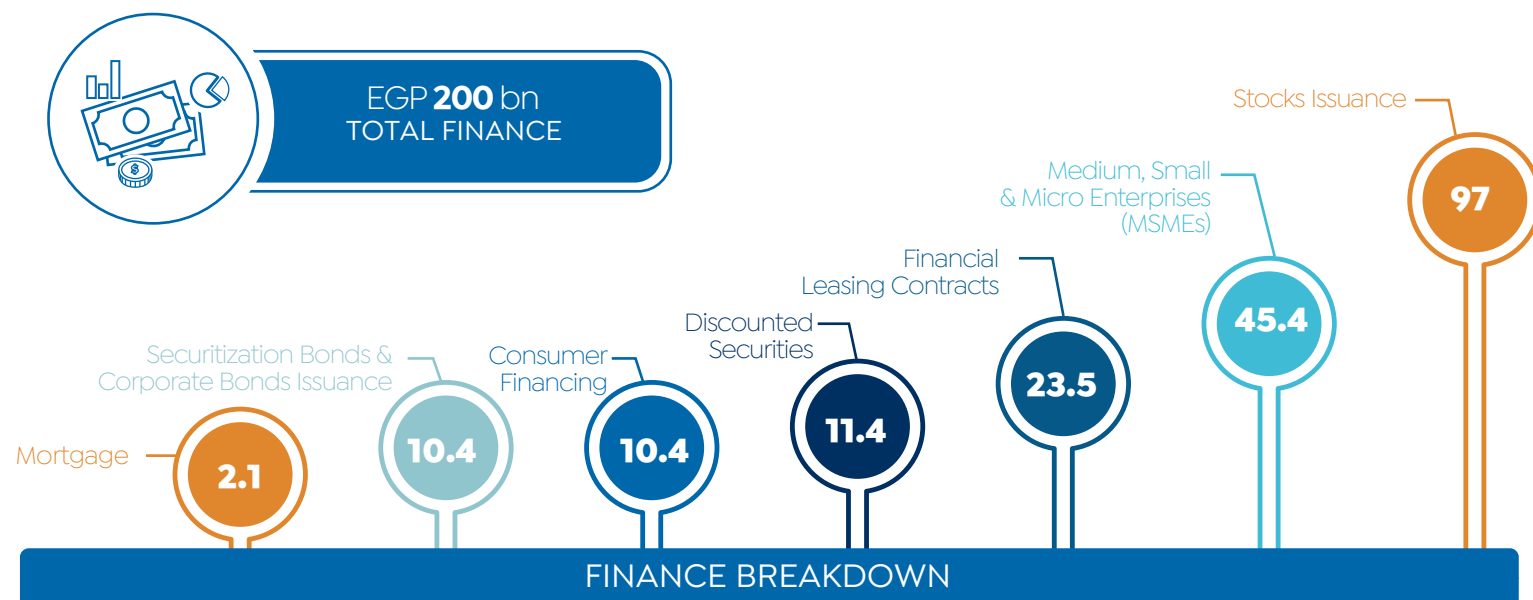 EGP 200 bn
TOTAL FINANCE
Mortgage
2.1
Securitization Bonds &
Corporate Bonds Issuance
10.4
Consumer
Financing
10.4
Discounted
Securities
11.4
Financial
Leasing Contracts
23.5
Medium, Small
& Micro Enterprises
(MSMEs)
45.4
Stocks Issuance
97
$
FINANCE BREAKDOWN